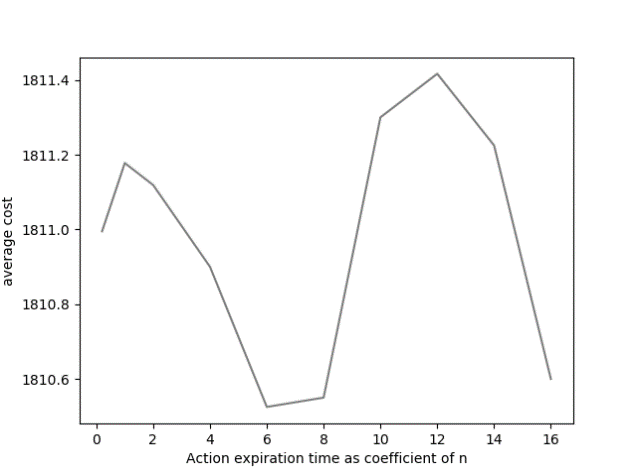 1811.4
1811.2
1811.0
1810.8
1810.6
average cost
0 2 4 6 8 10 12 14 16
Action expiration time as coefficient of n